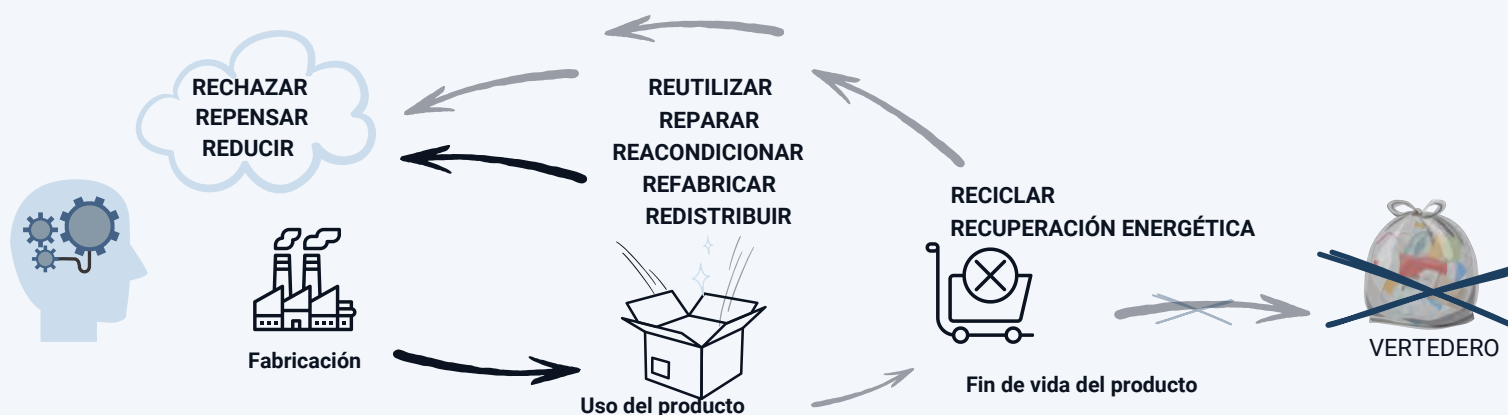 RECHAZAR
REPENSAR
REDUCIR
Fabricación
REUTILIZAR
REPARAR
REACONDICIONAR
REFABRICAR
REDISTRIBUIR
Uso del producto
RECICLAR
RECUPERACIÓN ENERGÉTICA
Fin de vida del producto
VERTEDERO